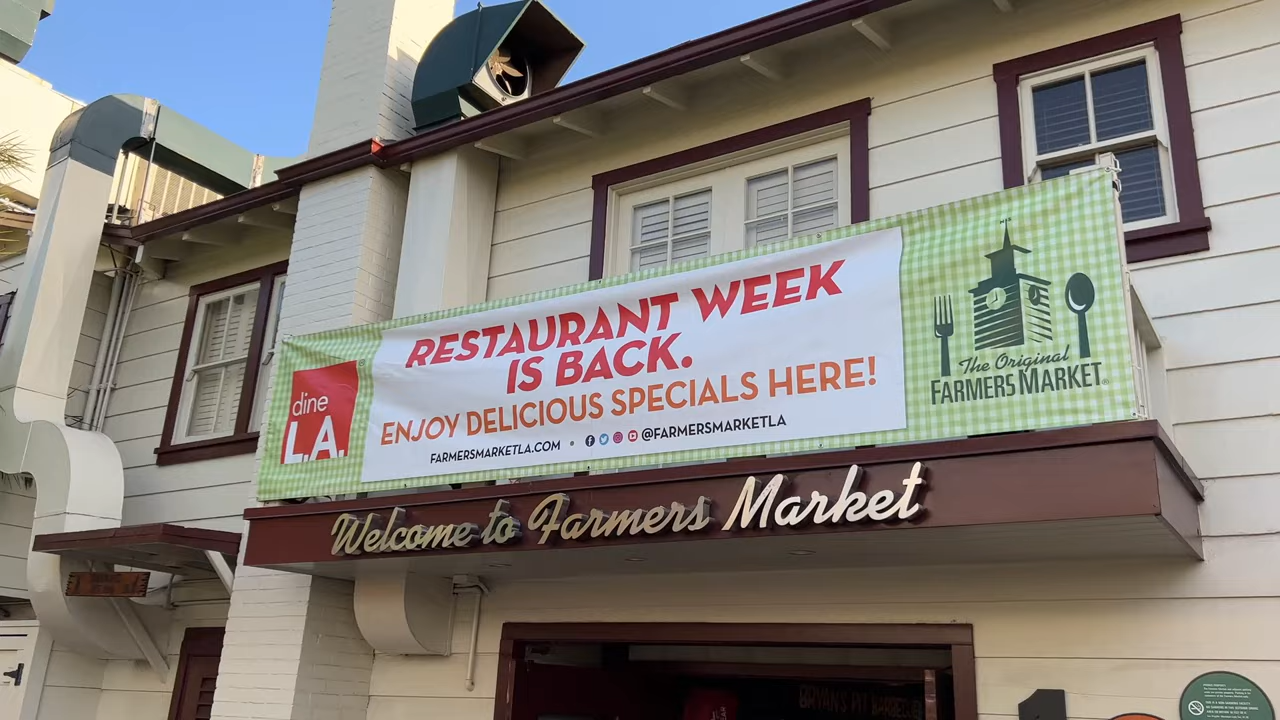 RESTAURANT WEEK
IS BACK.
ENJOY DELICIOUS SPECIALS HERE!
FARMERSMARKETLA.COM • @FARMERSMARKETLA
dine
L.A.
The Original
FARMERS MARKET®
Welcome to Farmers Market